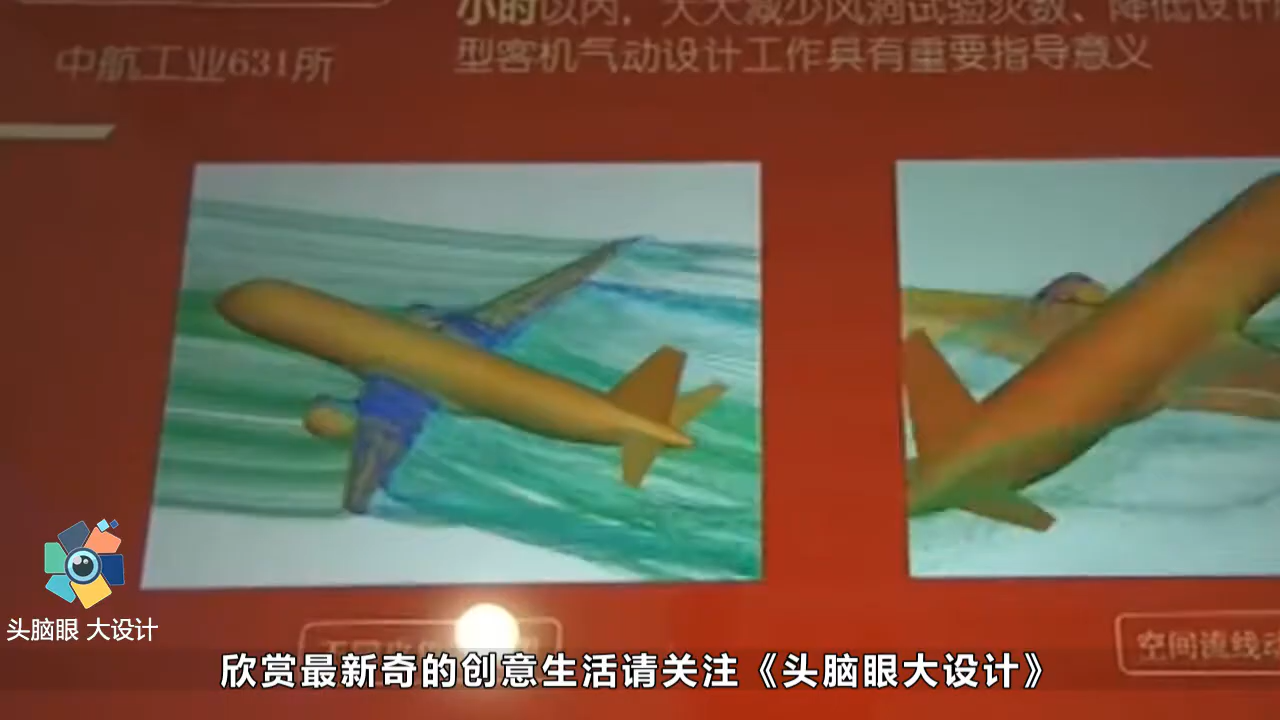 小时以内，大大减少风洞试验次数、降低设计
型客机气动设计工作具有重要指导意义
中航工业631所
头脑眼 大设计
空间流线动
欣赏最新奇的创意生活请关注《头脑眼大设计》